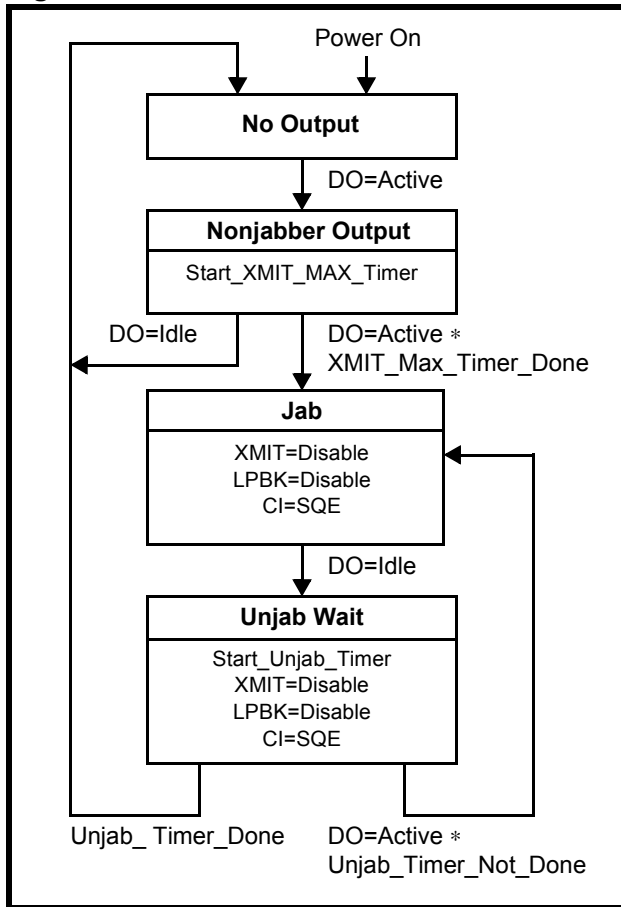 Power On
No Output
DO=Active
Nonjabber Output
Start_XMIT_MAX_Timer
DO=Idle
DO=Active *
XMIT_Max_Timer_Done
Jab
XMIT=Disable
LPBK=Disable
CI=SQE
DO=Idle
Unjab Wait
Start_Unjab_Timer
XMIT=Disable
LPBK=Disable
CI=SQE
Unjab_ Timer_Done
DO=Active *
Unjab_Timer_Not_Done